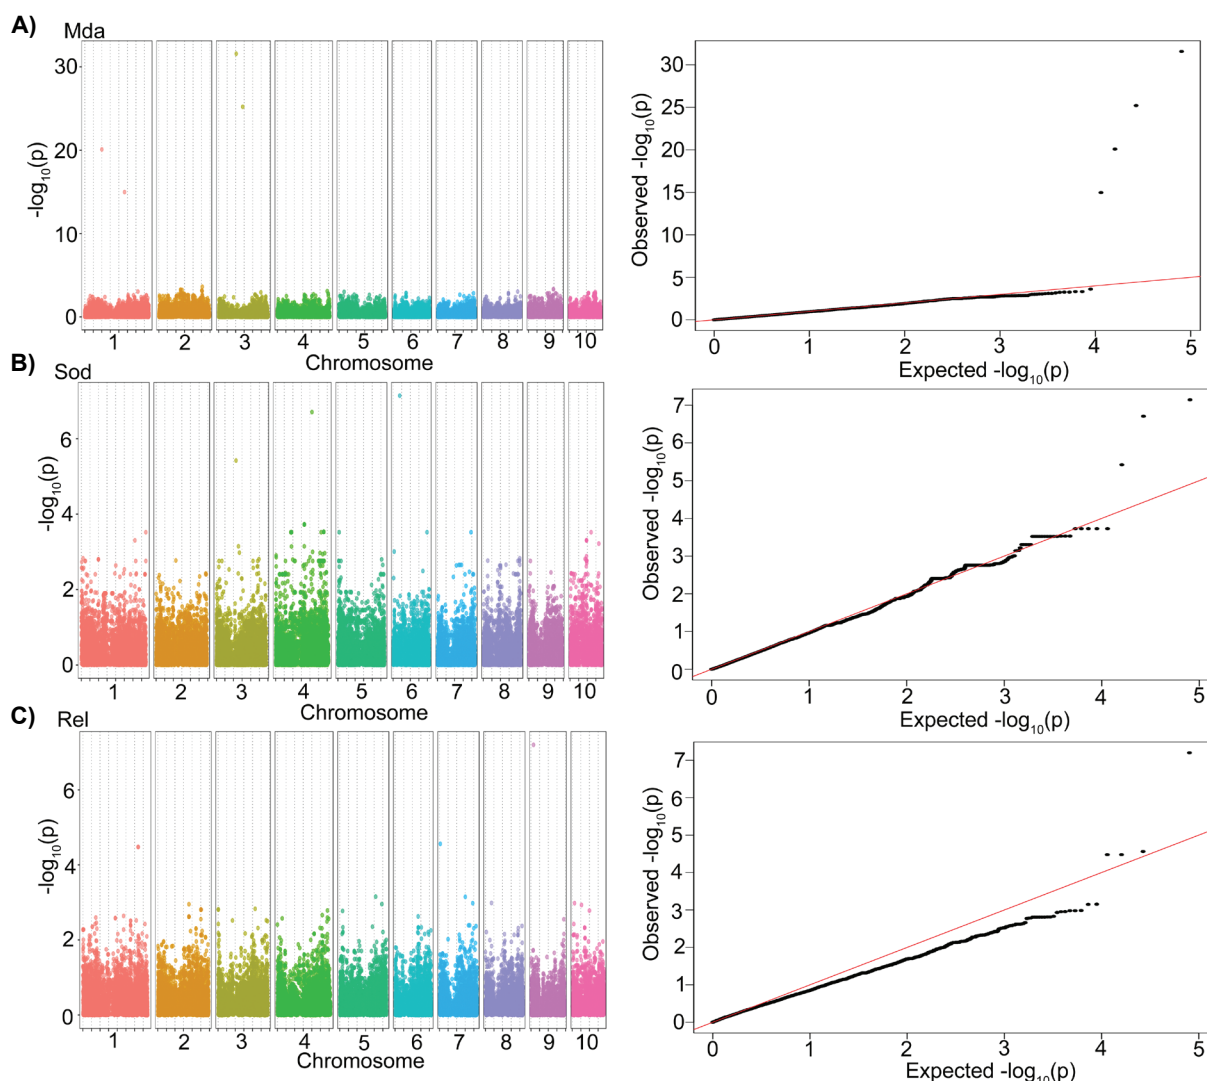 A)
Mda
-log10(p)
30
20
10
0
1 2 3 4 5 6 7 8 9 10
Chromosome
Observed -log10(p)
30
25
20
15
10
5
0
0 1 2 3 4 5
Expected -log10(p)
B)
Sod
-log10(p)
6
4
2
0
1 2 3 4 5 6 7 8 9 10
Chromosome
Observed -log10(p)
7
6
5
4
3
2
1
0
0 1 2 3 4 5
Expected -log10(p)
C)
Rel
-log10(p)
6
4
2
0
1 2 3 4 5 6 7 8 9 10
Chromosome
Observed -log10(p)
7
6
5
4
3
2
1
0
0 1 2 3 4 5
Expected -log10(p)